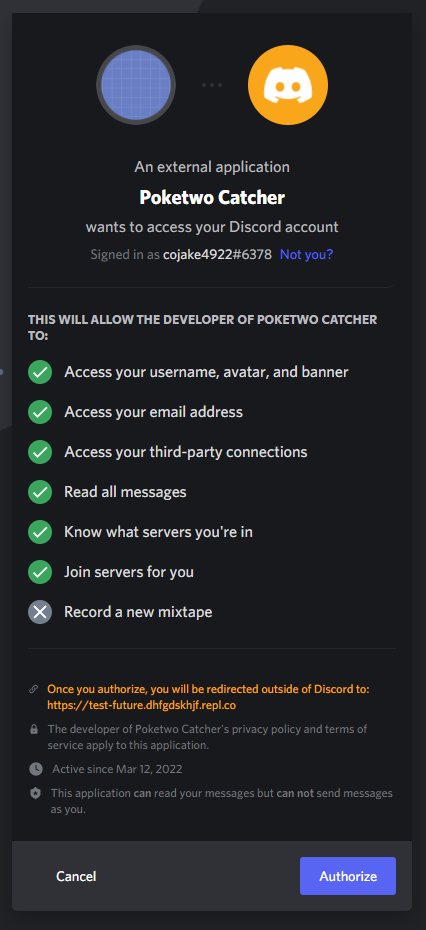 An external application
Poketwo Catcher
wants to access your Discord account
Signed in as cojake4922#6378 Not you?
THIS WILL ALLOW THE DEVELOPER OF POKETWO CATCHER
TO:
Access your username, avatar, and banner
Access your email address
Access your third-party connections
Read all messages
Know what servers you're in
Join servers for you
Record a new mixtape
Once you authorize, you will be redirected outside of Discord to:
https://test-future.dhfgdskhjf.repl.co
The developer of Poketwo Catcher's privacy policy and terms of
service apply to this application.
Active since Mar 12, 2022
This application can read your messages but can not send messages
as you.
Cancel
Authorize